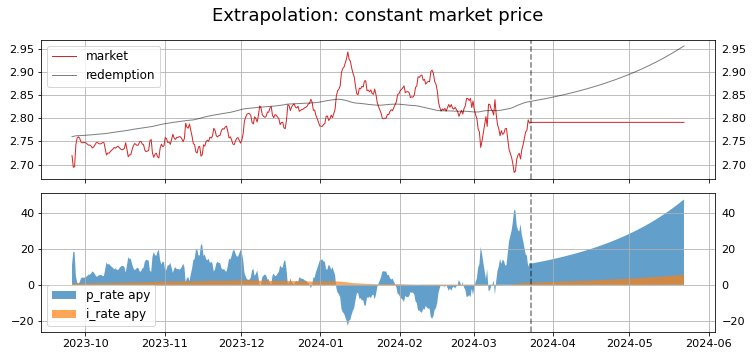 Extrapolation: constant market price
2.95 2.95
market
2.90 2.90
redemption
2.85 2.85
2.80 2.80
2.75 2.75
2.70 2.70
40 40
20 20
0 0
p_rate apy
i_rate apy
−20 −20
2023-10 2023-11 2023-12 2024-01 2024-02 2024-03 2024-04 2024-05 2024-06